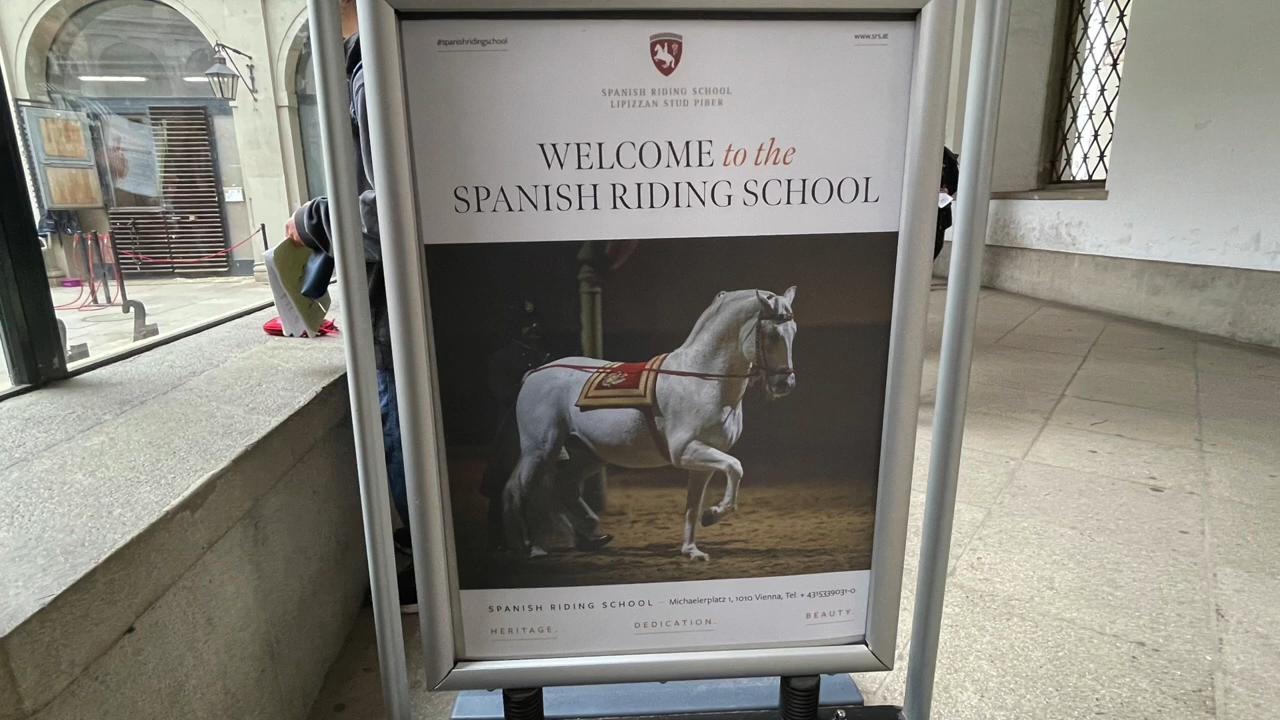 #spanishridingschool
www.srs.at
SPANISH RIDING SCHOOL
LIPIZZAN STUD PIBER
WELCOME to the
SPANISH RIDING SCHOOL
SPANISH RIDING SCHOOL — Michaelerplatz 1, 1010 Vienna, Tel + 4315339031-0
HERITAGE. DEDICATION. BEAUTY.